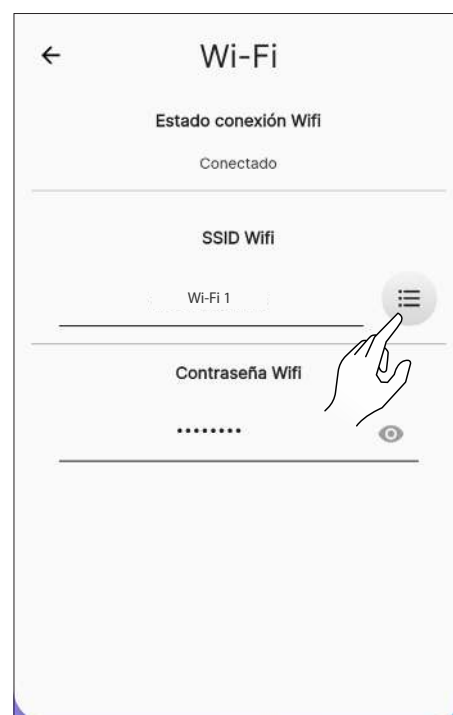 Wi-Fi
Estado conexión Wifi
Conectado
SSID Wifi
Wi-Fi 1
Contraseña Wifi
••••••••